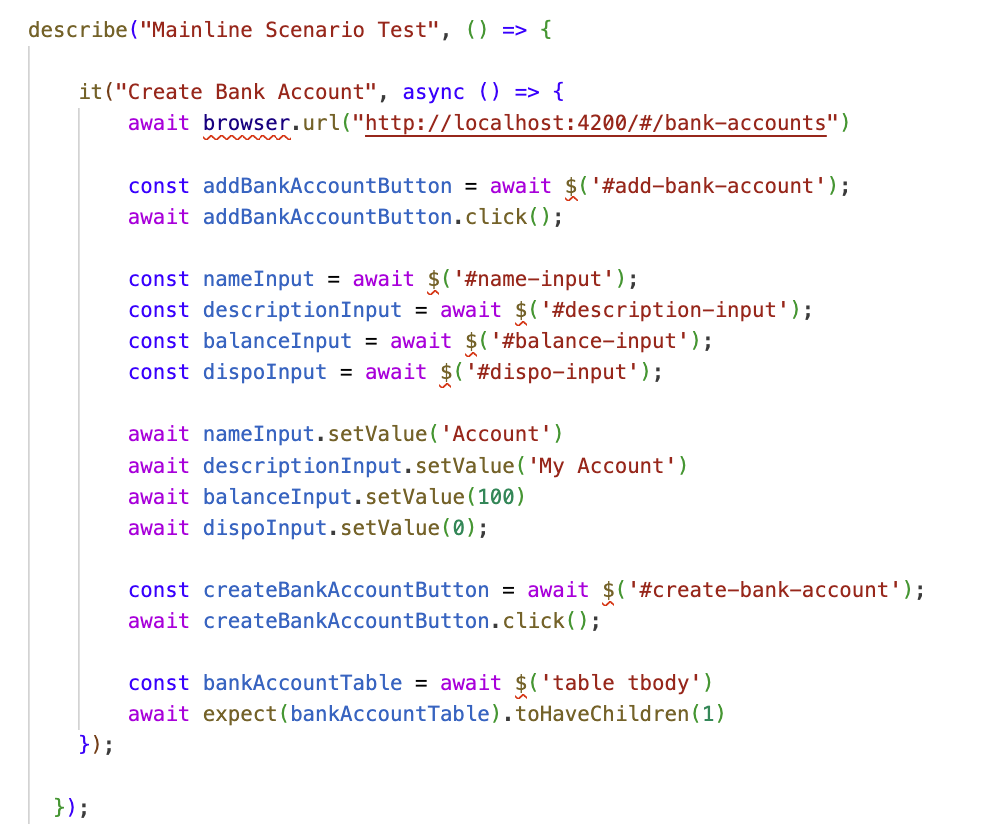 describe("Mainline Scenario Test", () => {
it("Create Bank Account", async () => {
await browser.url("http://localhost:4200/#/bank-accounts")
const addBankAccountButton = await $('#add-bank-account');
await addBankAccountButton.click();
const nameInput = await $('#name-input');
const descriptionInput = await $('#description-input');
const balanceInput = await $('#balance-input');
const dispoInput = await $('#dispo-input');
await nameInput.setValue('Account')
await descriptionInput.setValue('My Account')
await balanceInput.setValue(100)
await dispoInput.setValue(0);
const createBankAccountButton = await $('#create-bank-account');
await createBankAccountButton.click();
const bankAccountTable = await $('table tbody')
await expect(bankAccountTable).toHaveChildren(1)
});
});